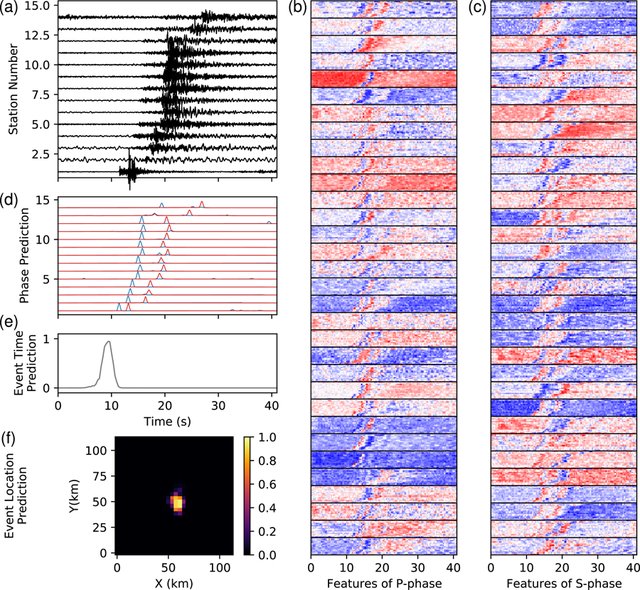 (a)
15.0
12.5
10.0
7.5
5.0
2.5
Station Number
(d)
15
10
5
Phase Prediction
(e)
1
0
Event Time
Prediction
0 10 20 30 40
Time (s)
(f)
Event Location
Prediction
100
75
50
25
0
Y(km)
0 50 100
X (km)
1.0
0.8
0.6
0.4
0.2
0.0
(b)
0 10 20 30 40
Features of P-phase
(c)
0 10 20 30 40
Features of S-phase